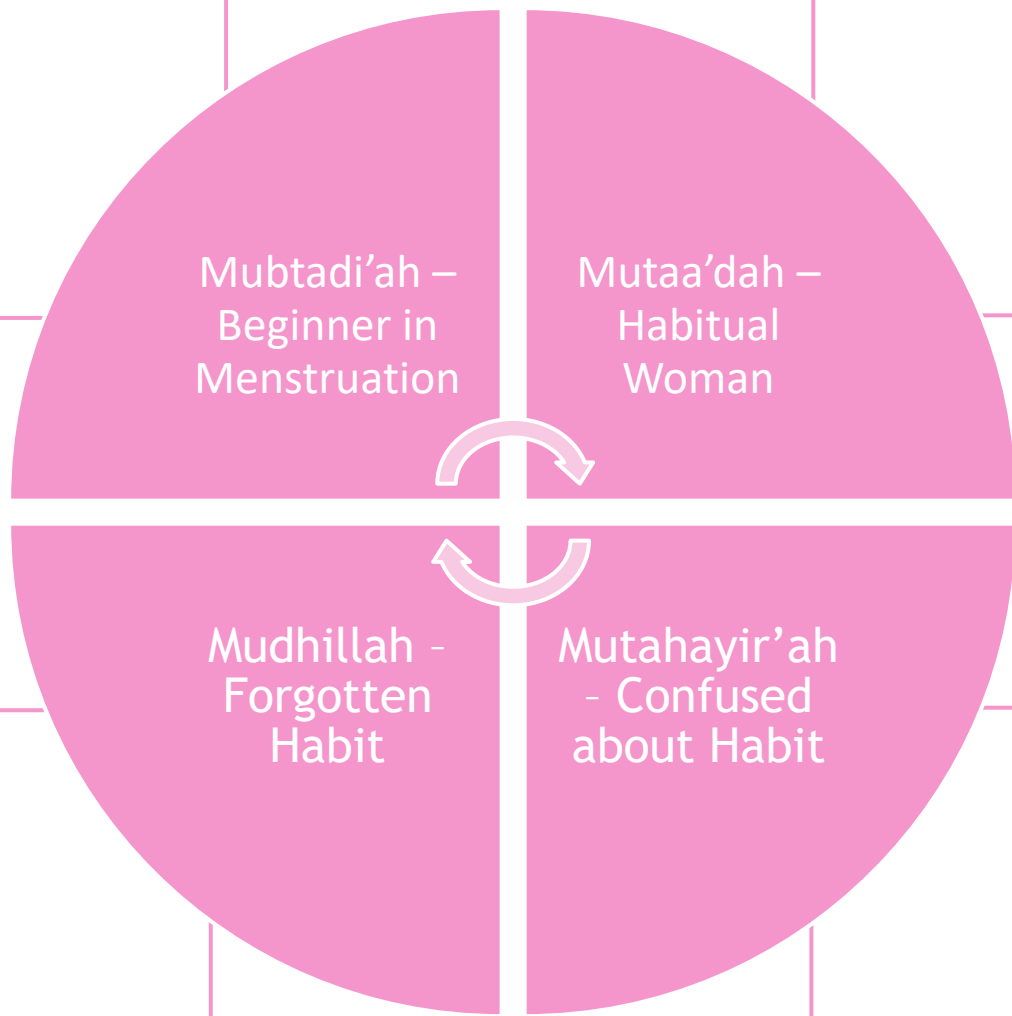 Mubtadi’ah –
Beginner in
Menstruation
Mutaa’dah –
Habitual
Woman
Mudhillah –
Forgotten
Habit
Mutahayir’ah
– Confused
about Habit